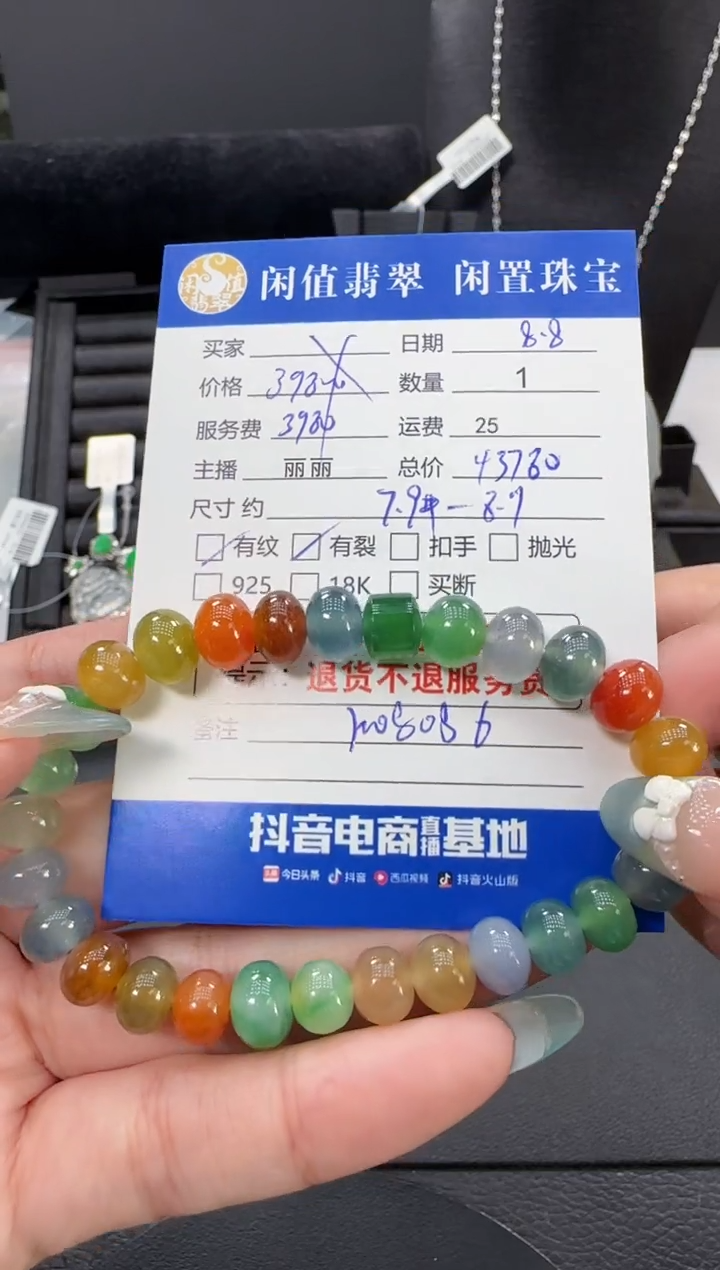 闲值翡翠 闲置珠宝
买家 日期 8.8
价格 数量 1
服务费 3980 运费 25
主播 丽丽 总价 43780
尺寸 约
有纹 有裂 扣手 抛光
925 18K 买断
退货不退服务费
备注
抖音电商直播基地
今日头条 抖音 西瓜视频 抖音火山版